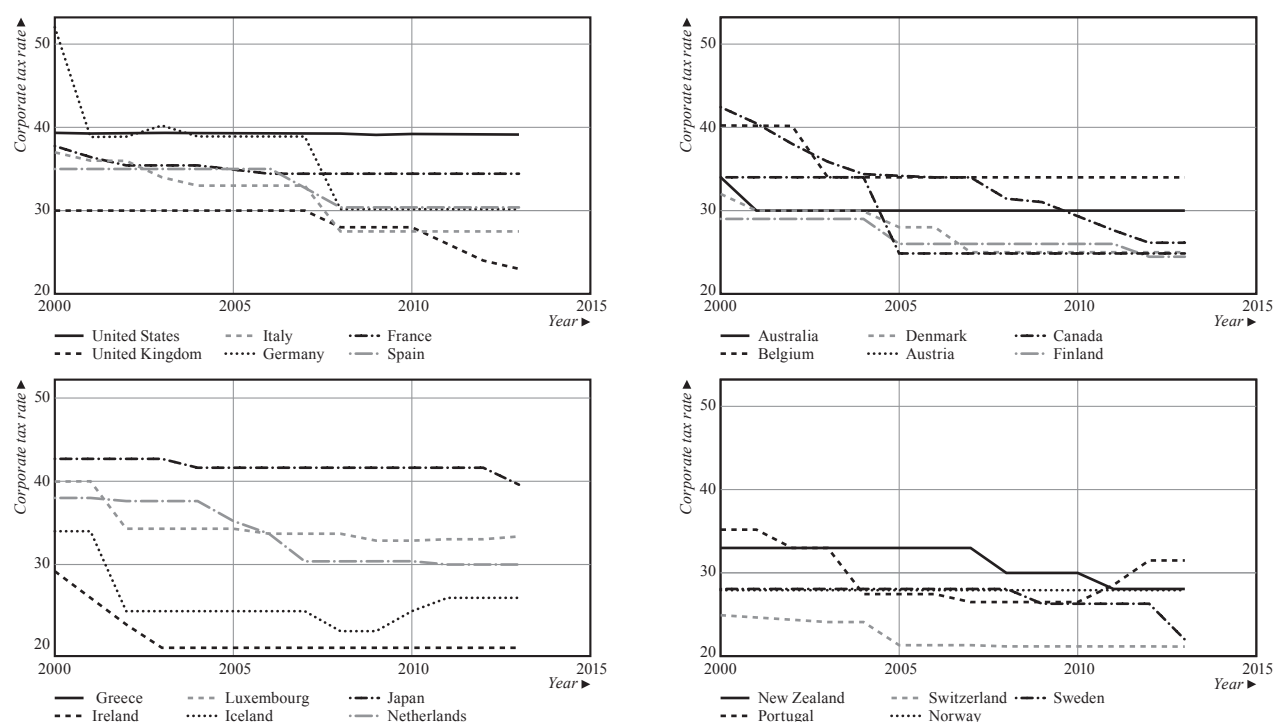 Corporate tax rate ▲
50
40
30
20
2000 2005 2010 2015
Year ▶
United States Italy France
United Kingdom Germany Spain
Corporate tax rate ▲
50
40
30
20
2000 2005 2010 2015
Year ▶
Australia Denmark Canada
Belgium Austria Finland
Corporate tax rate ▲
50
40
30
20
2000 2005 2010 2015
Year ▶
Greece Luxembourg Japan
Ireland Iceland Netherlands
Corporate tax rate ▲
50
40
30
20
2000 2005 2010 2015
Year ▶
New Zealand Switzerland Sweden
Portugal Norway